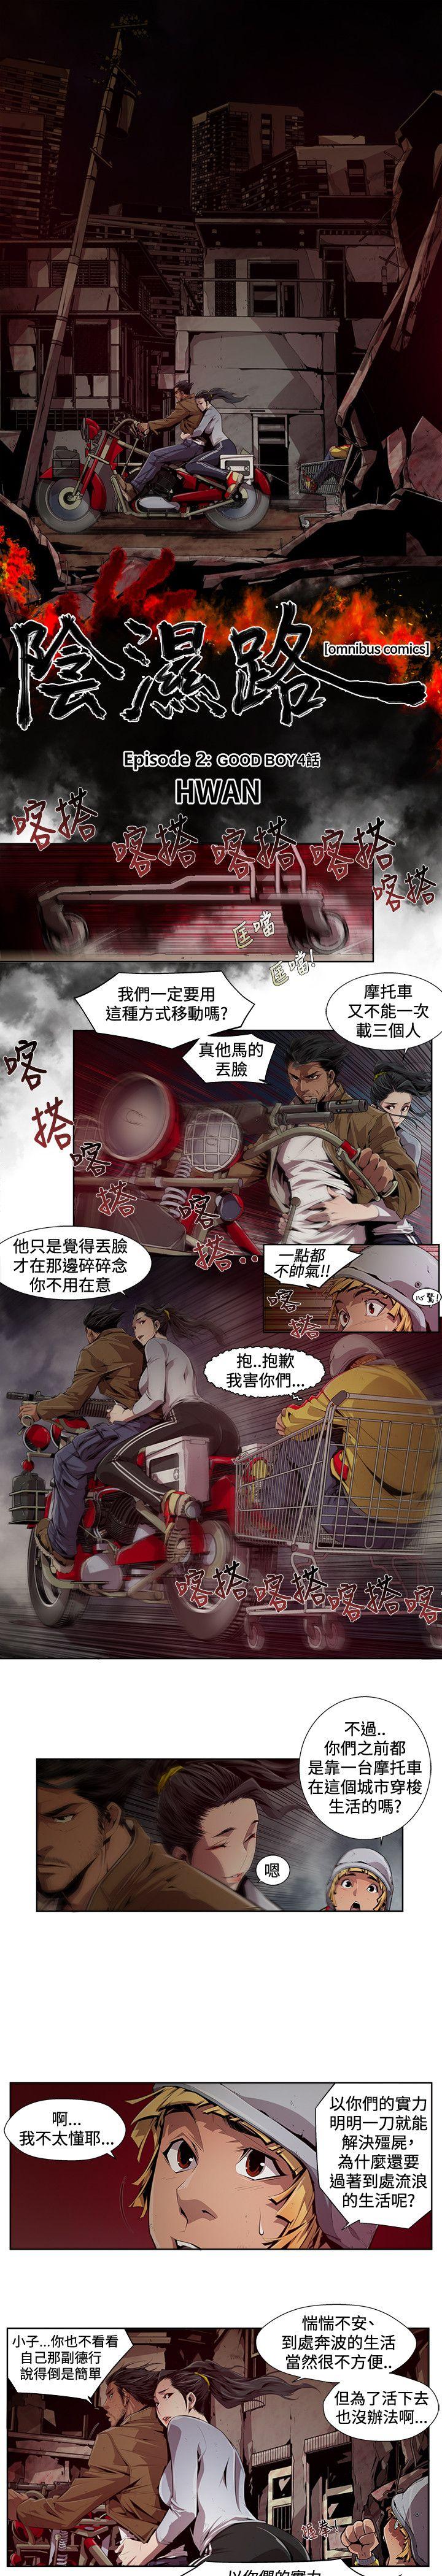 陰濕路
[omnibus comics]
Episode 2: GOOD BOY 4話
HWAN
喀搭
喀搭
喀搭
喀搭
喀搭
匡噹
匡噹!
我們一定要用
這種方式移動嗎?
摩托車
又不能一次
載三個人
真他馬的
丟臉
喀
搭
喀
搭
喀
搭..
他只是覺得丟臉
才在那邊碎碎念
你不用在意
一點都
不帥氣!!
心驚!
喀
搭
抱..抱歉
我害你們...
喀搭
喀搭
喀搭
喀搭
不過..
你們之前都
是靠一台摩托車
在這個城市穿梭
生活的嗎?
嗯
啊...
我不太懂耶...
以你們的實力
明明一刀就能
解決殭屍,
為什麼還要
過著到處流浪
的生活呢?
小子...你也不看看
自己那副德行
說得倒是簡單
惴惴不安、
到處奔波的生活
當然很不方便..
但為了活下去
也沒辦法啊...
以你們的實力